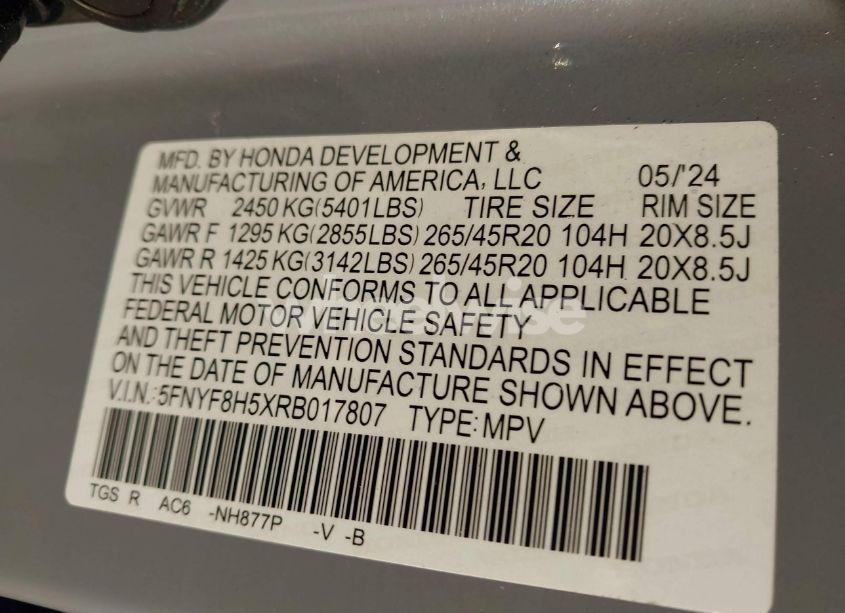 MFD. BY HONDA DEVELOPMENT &
MANUFACTURING OF AMERICA, LLC 05/'24
GVWR 2450 KG(5401LBS) TIRE SIZE RIM SIZE
GAWR F 1295 KG(2855LBS) 265/45R20 104H 20X8.5J
GAWR R 1425 KG(3142LBS) 265/45R20 104H 20X8.5J
THIS VEHICLE CONFORMS TO ALL APPLICABLE
FEDERAL MOTOR VEHICLE SAFETY
AND THEFT PREVENTION STANDARDS IN EFFECT
ON THE DATE OF MANUFACTURE SHOWN ABOVE.
V.I.N.: 5FNYF8H5XRB017807 TYPE: MPV
TGS R AC6 -NH877P -V -B